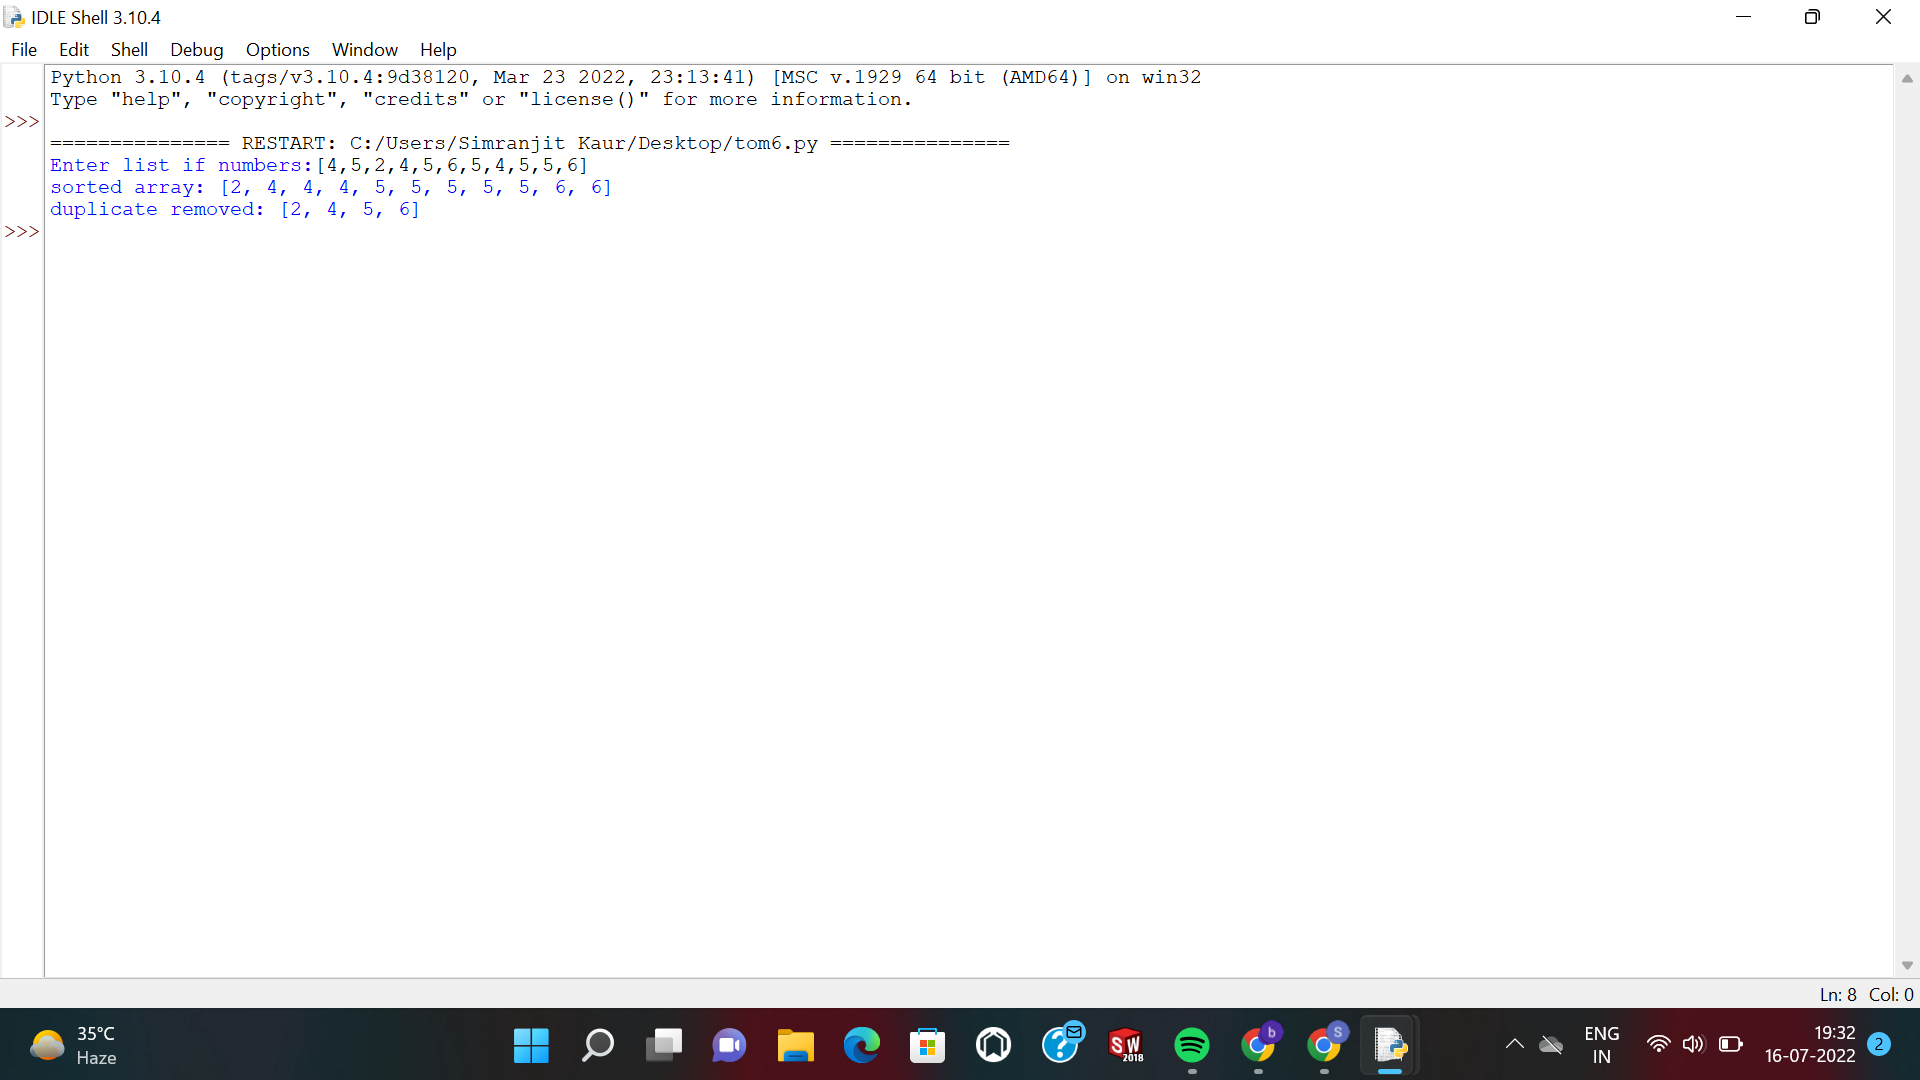 IDLE Shell 3.10.4
File Edit Shell Debug Options Window Help
Python 3.10.4 (tags/v3.10.4:9d38120, Mar 23 2022, 23:13:41) [MSC v.1929 64 bit (AMD64)] on win32
Type "help", "copyright", "credits" or "license()" for more information.
>>>
=============== RESTART: C:/Users/Simranjit Kaur/Desktop/tom6.py ===============
Enter list if numbers:[4,5,2,4,5,6,5,4,5,5,6]
sorted array: [2, 4, 4, 4, 5, 5, 5, 5, 5, 6, 6]
duplicate removed: [2, 4, 5, 6]
>>>
Ln: 8 Col: 0
35°C
Haze
b
S
SW
2018
ENG
IN
19:32
16-07-2022
2